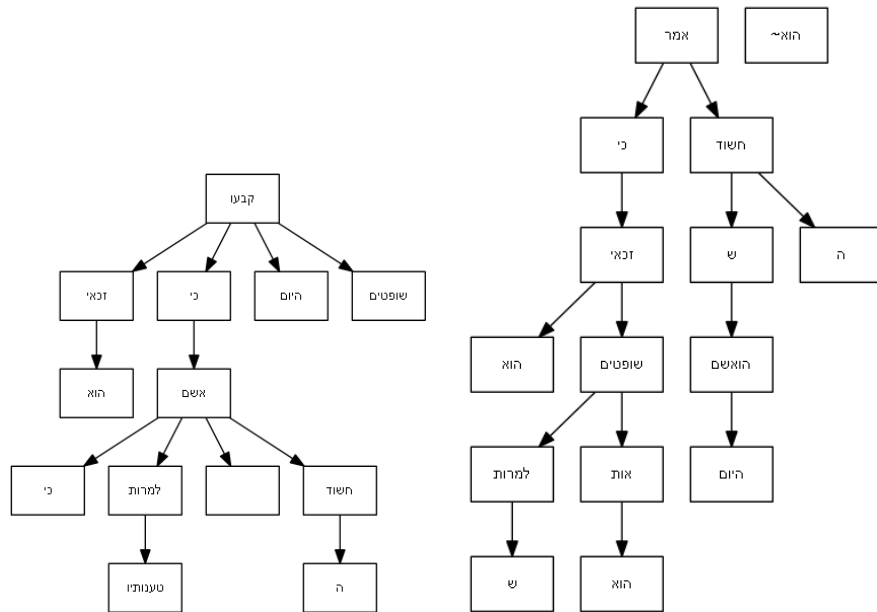 קבעו
זכאי
כי
היום
שופטים
הוא
אשם
כי
למרות
חשוד
טענותיו
ה
אמר
הוא~
כי
חשוד
זכאי
ש
ה
הוא
שופטים
הואשם
למרות
אות
היום
ש
הוא